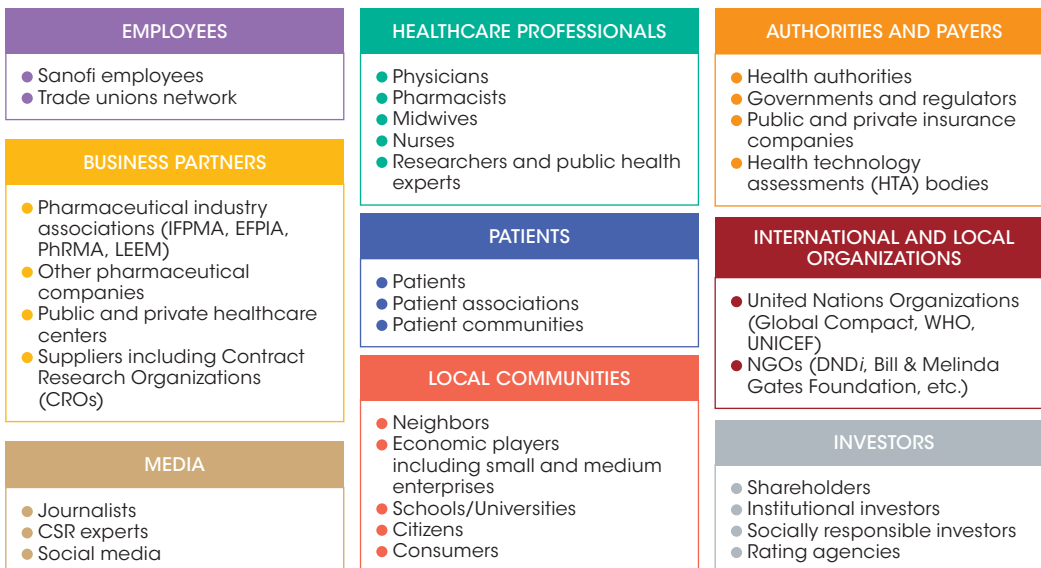 EMPLOYEES
● Sanofi employees
● Trade unions network
BUSINESS PARTNERS
● Pharmaceutical industry
associations (IFPMA, EFPIA,
PhRMA, LEEM)
● Other pharmaceutical
companies
● Public and private healthcare
centers
● Suppliers including Contract
Research Organizations
(CROs)
MEDIA
● Journalists
● CSR experts
● Social media
HEALTHCARE PROFESSIONALS
● Physicians
● Pharmacists
● Midwives
● Nurses
● Researchers and public health
experts
PATIENTS
● Patients
● Patient associations
● Patient communities
LOCAL COMMUNITIES
● Neighbors
● Economic players
including small and medium
enterprises
● Schools/Universities
● Citizens
● Consumers
AUTHORITIES AND PAYERS
● Health authorities
● Governments and regulators
● Public and private insurance
companies
● Health technology
assessments (HTA) bodies
INTERNATIONAL AND LOCAL
ORGANIZATIONS
● United Nations Organizations
(Global Compact, WHO,
UNICEF)
● NGOs (DNDi, Bill & Melinda
Gates Foundation, etc.)
INVESTORS
● Shareholders
● Institutional investors
● Socially responsible investors
● Rating agencies